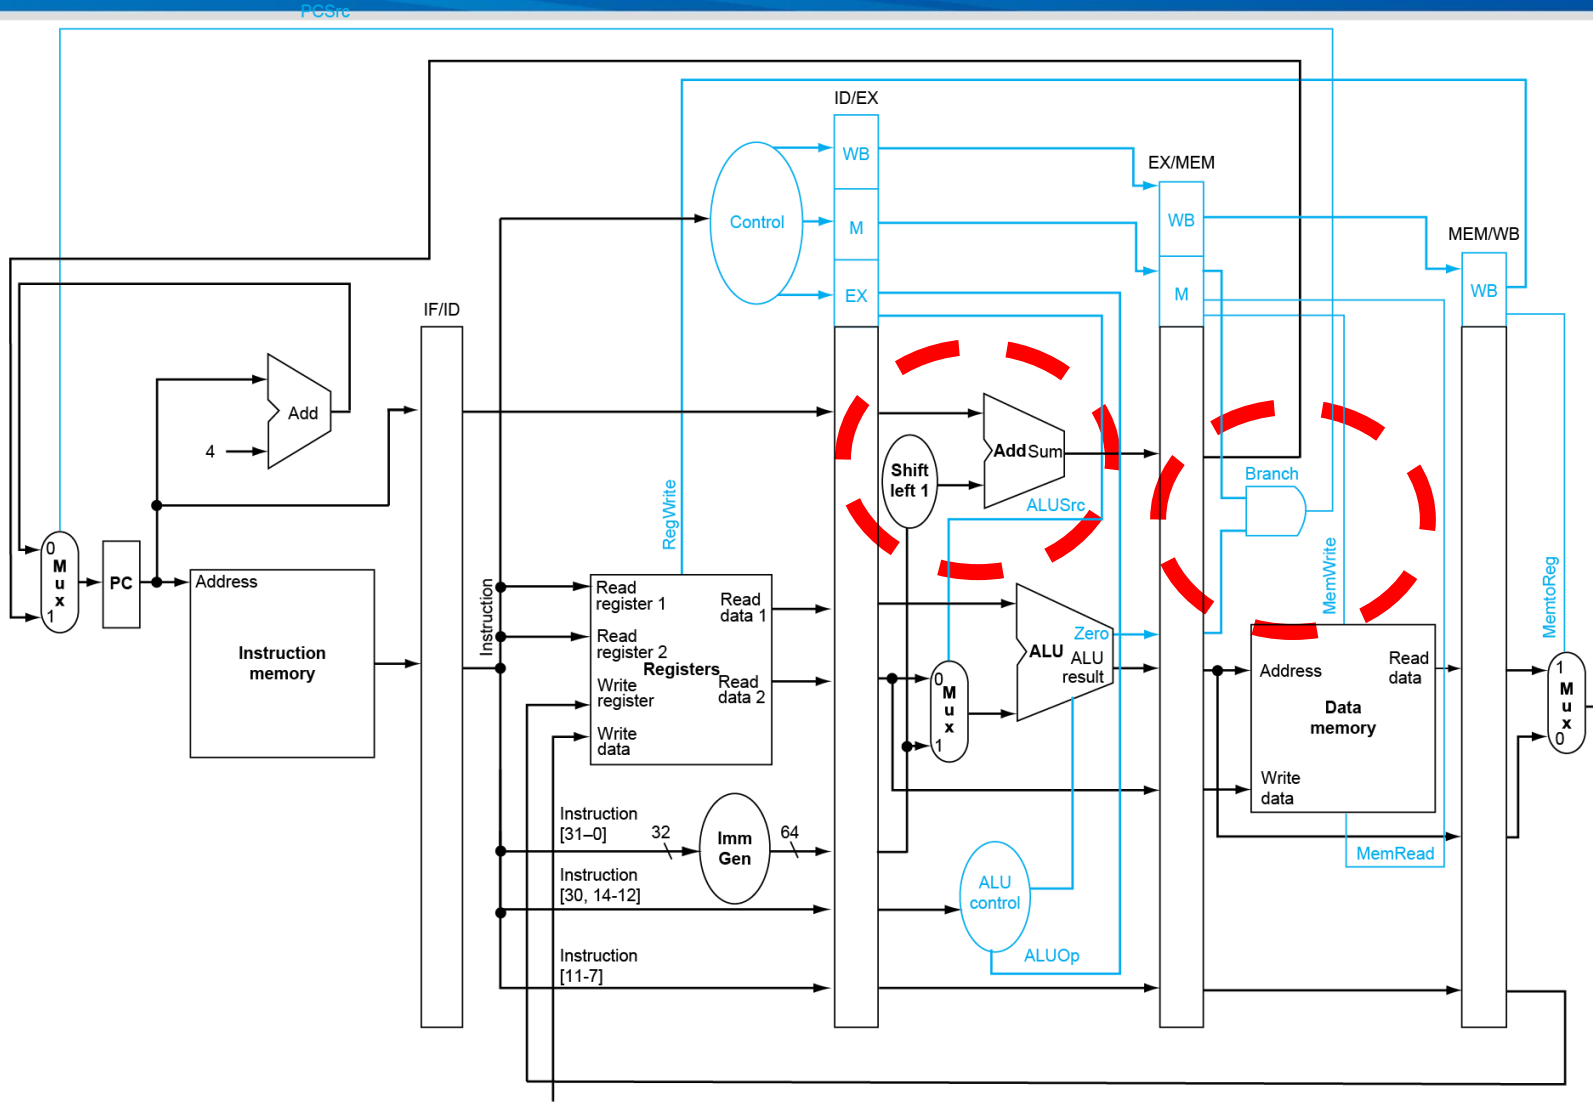 PCSrc
ID/EX
WB
M
EX
Control
EX/MEM
WB
M
MEM/WB
WB
IF/ID
Add
4
RegWrite
Shift
left 1
Add Sum
ALUSrc
Branch
MemWrite
MemtoReg
0
M
u
x
1
PC
Address
Instruction
memory
Instruction
Read
register 1
Read
register 2
Write
register
Write
data
Registers
Read
data 1
Read
data 2
0
M
u
x
1
ALU
Zero
ALU
result
Address
Read
data
Data
memory
Write
data
MemRead
1
M
u
x
0
Instruction
[31–0]
32
Imm
Gen
64
Instruction
[30, 14-12]
ALU
control
ALUOp
Instruction
[11-7]